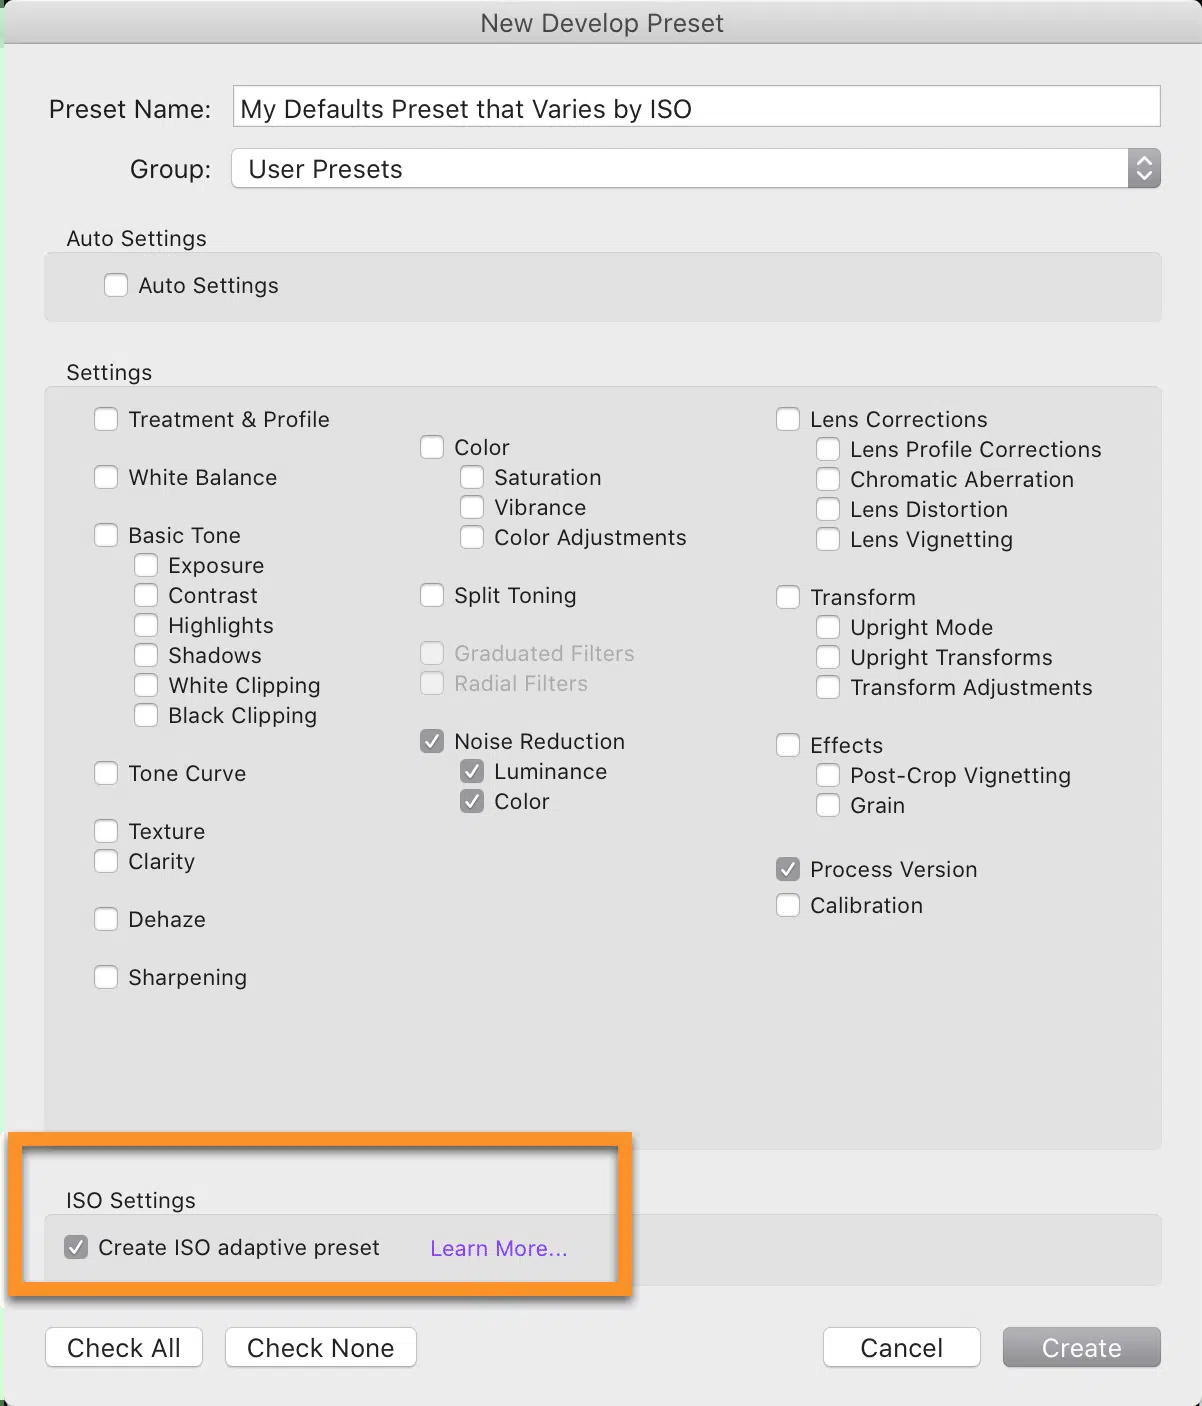 New Develop Preset
Preset Name: My Defaults Preset that Varies by ISO
Group: User Presets
Auto Settings
Auto Settings
Settings
Treatment & Profile
White Balance
Basic Tone
Exposure
Contrast
Highlights
Shadows
White Clipping
Black Clipping
Tone Curve
Texture
Clarity
Dehaze
Sharpening
Color
Saturation
Vibrance
Color Adjustments
Split Toning
Graduated Filters
Radial Filters
Noise Reduction
Luminance
Color
Lens Corrections
Lens Profile Corrections
Chromatic Aberration
Lens Distortion
Lens Vignetting
Transform
Upright Mode
Upright Transforms
Transform Adjustments
Effects
Post-Crop Vignetting
Grain
Process Version
Calibration
ISO Settings
Create ISO adaptive preset Learn More...
Check All Check None Cancel Create